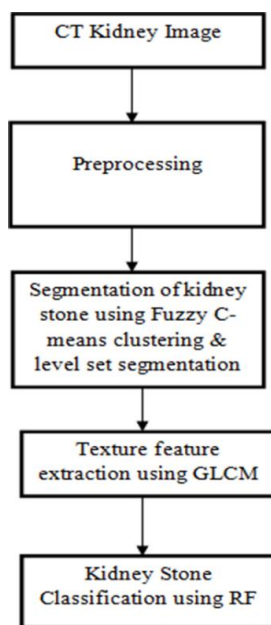 CT Kidney Image
Preprocessing
Segmentation of kidney
stone using Fuzzy C-
means clustering &
level set segmentation
Texture feature
extraction using GLCM
Kidney Stone
Classification using RF